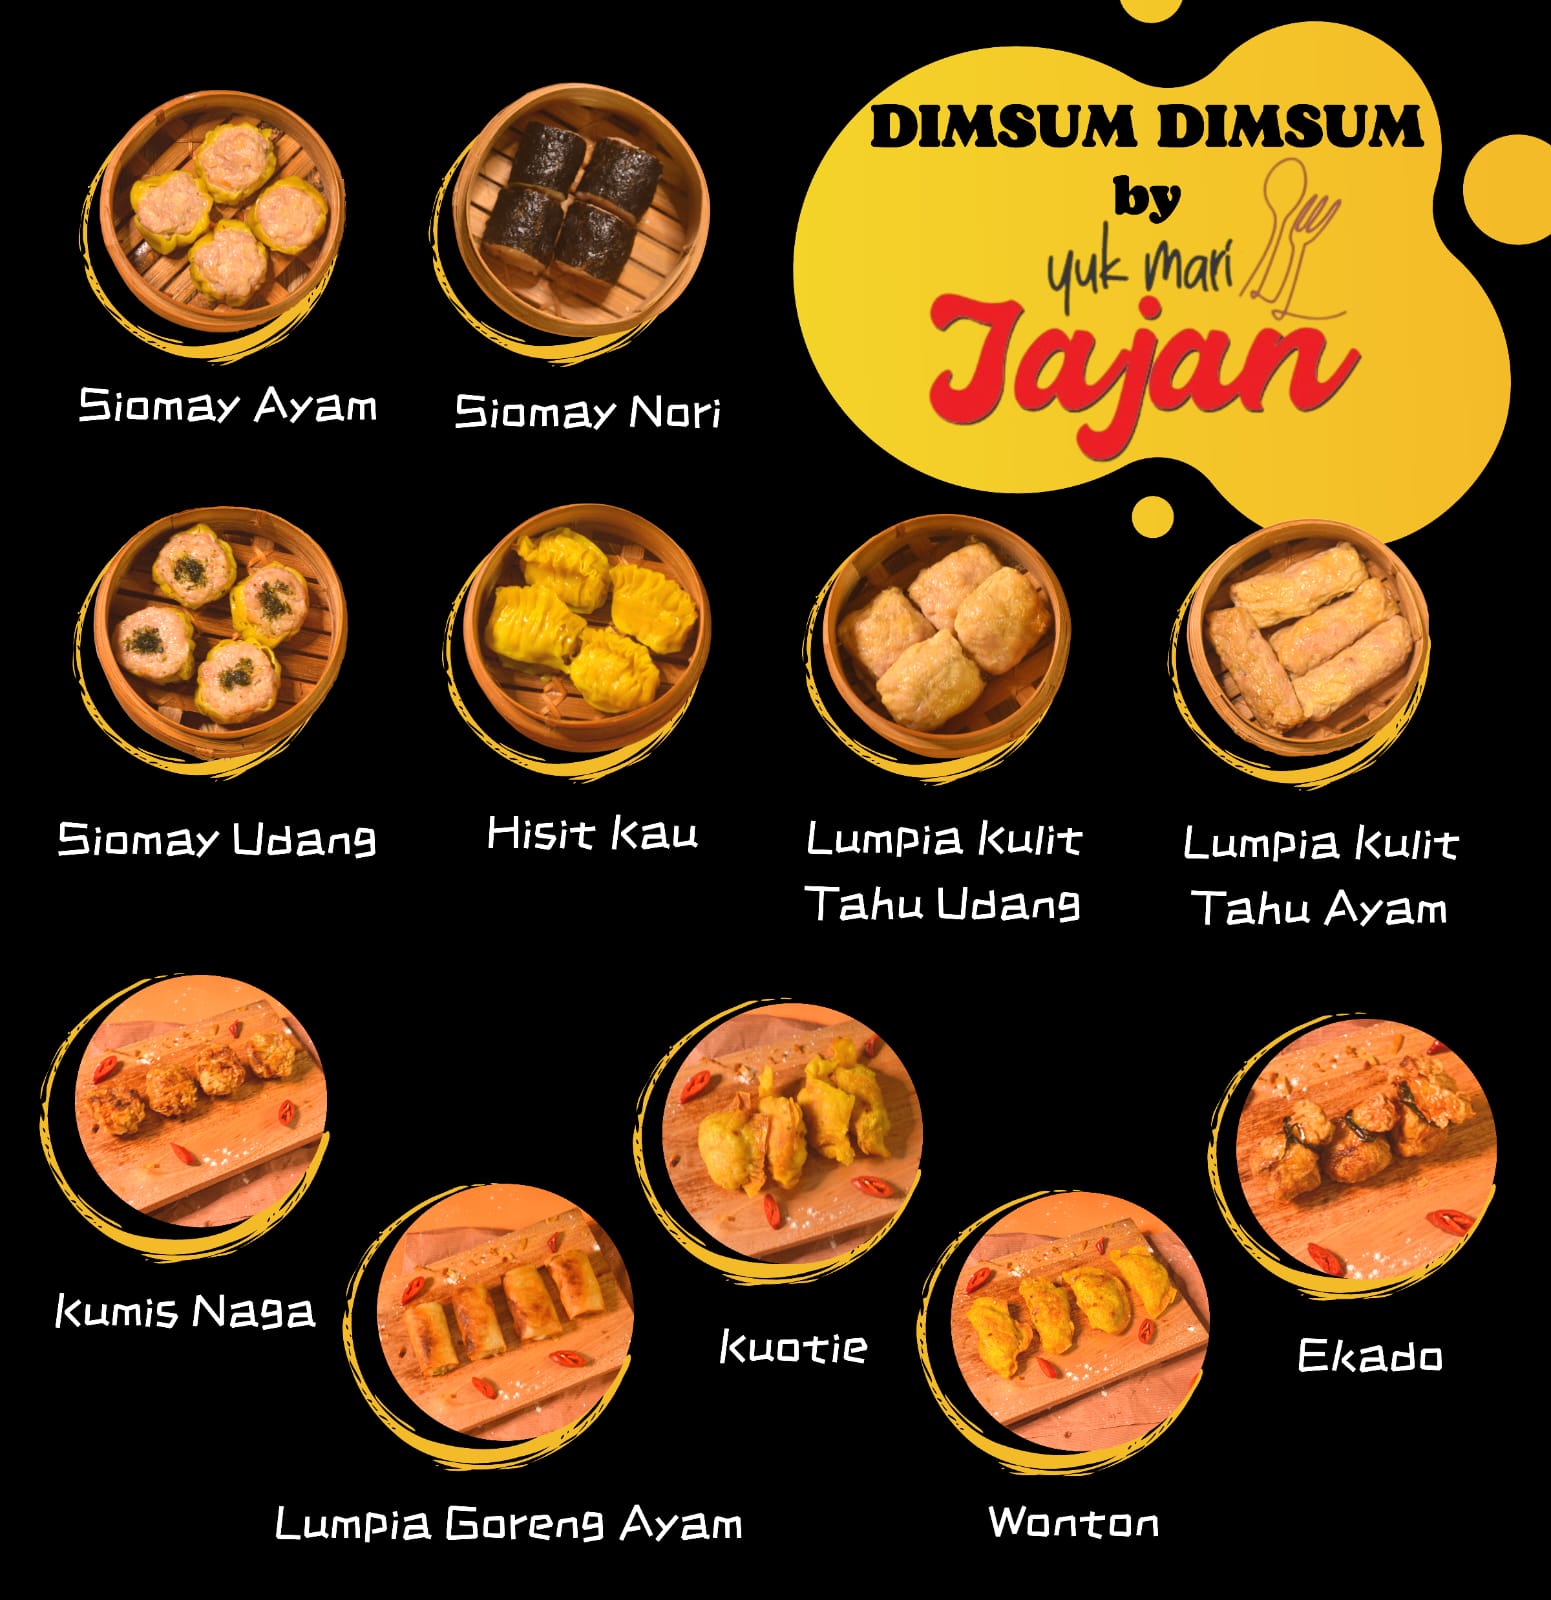 DIMSUM DIMSUM
by
yuk mari
Jajan
Siomay Ayam
Siomay Nori
Siomay Udang
Hisit Kau
Lumpia Kulit
Tahu Udang
Lumpia Kulit
Tahu Ayam
Kumis Naga
Lumpia Goreng Ayam
Kuotie
Wonton
Ekado